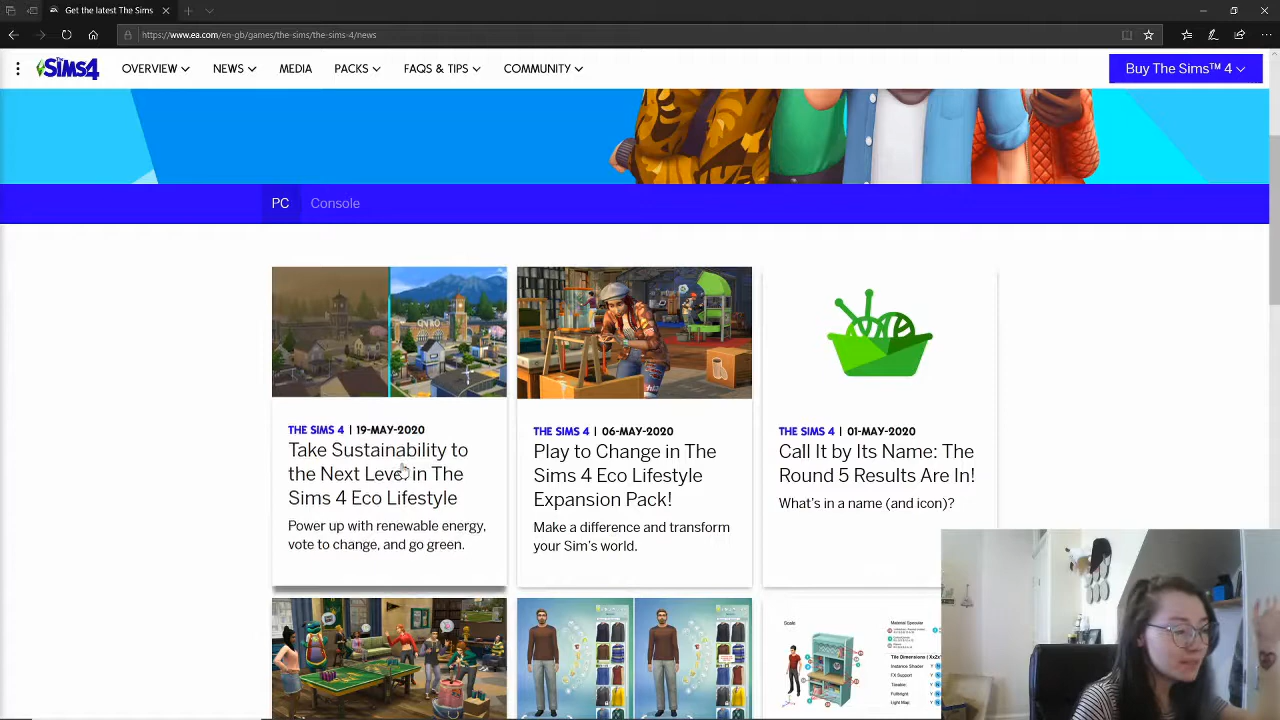 Get the latest The Sims
https://www.ea.com/en-gb/games/the-sims/the-sims-4/news
The SIMS4
OVERVIEW
NEWS
MEDIA
PACKS
FAQS & TIPS
COMMUNITY
Buy The Sims™ 4
PC
Console
THE SIMS 4 | 19-MAY-2020
Take Sustainability to
the Next Level in The
Sims 4 Eco Lifestyle
Power up with renewable energy,
vote to change, and go green.
THE SIMS 4 | 06-MAY-2020
Play to Change in The
Sims 4 Eco Lifestyle
Expansion Pack!
Make a difference and transform
your Sim's world.
THE SIMS 4 | 01-MAY-2020
Call It by Its Name: The
Round 5 Results Are In!
What's in a name (and icon)?
Goals